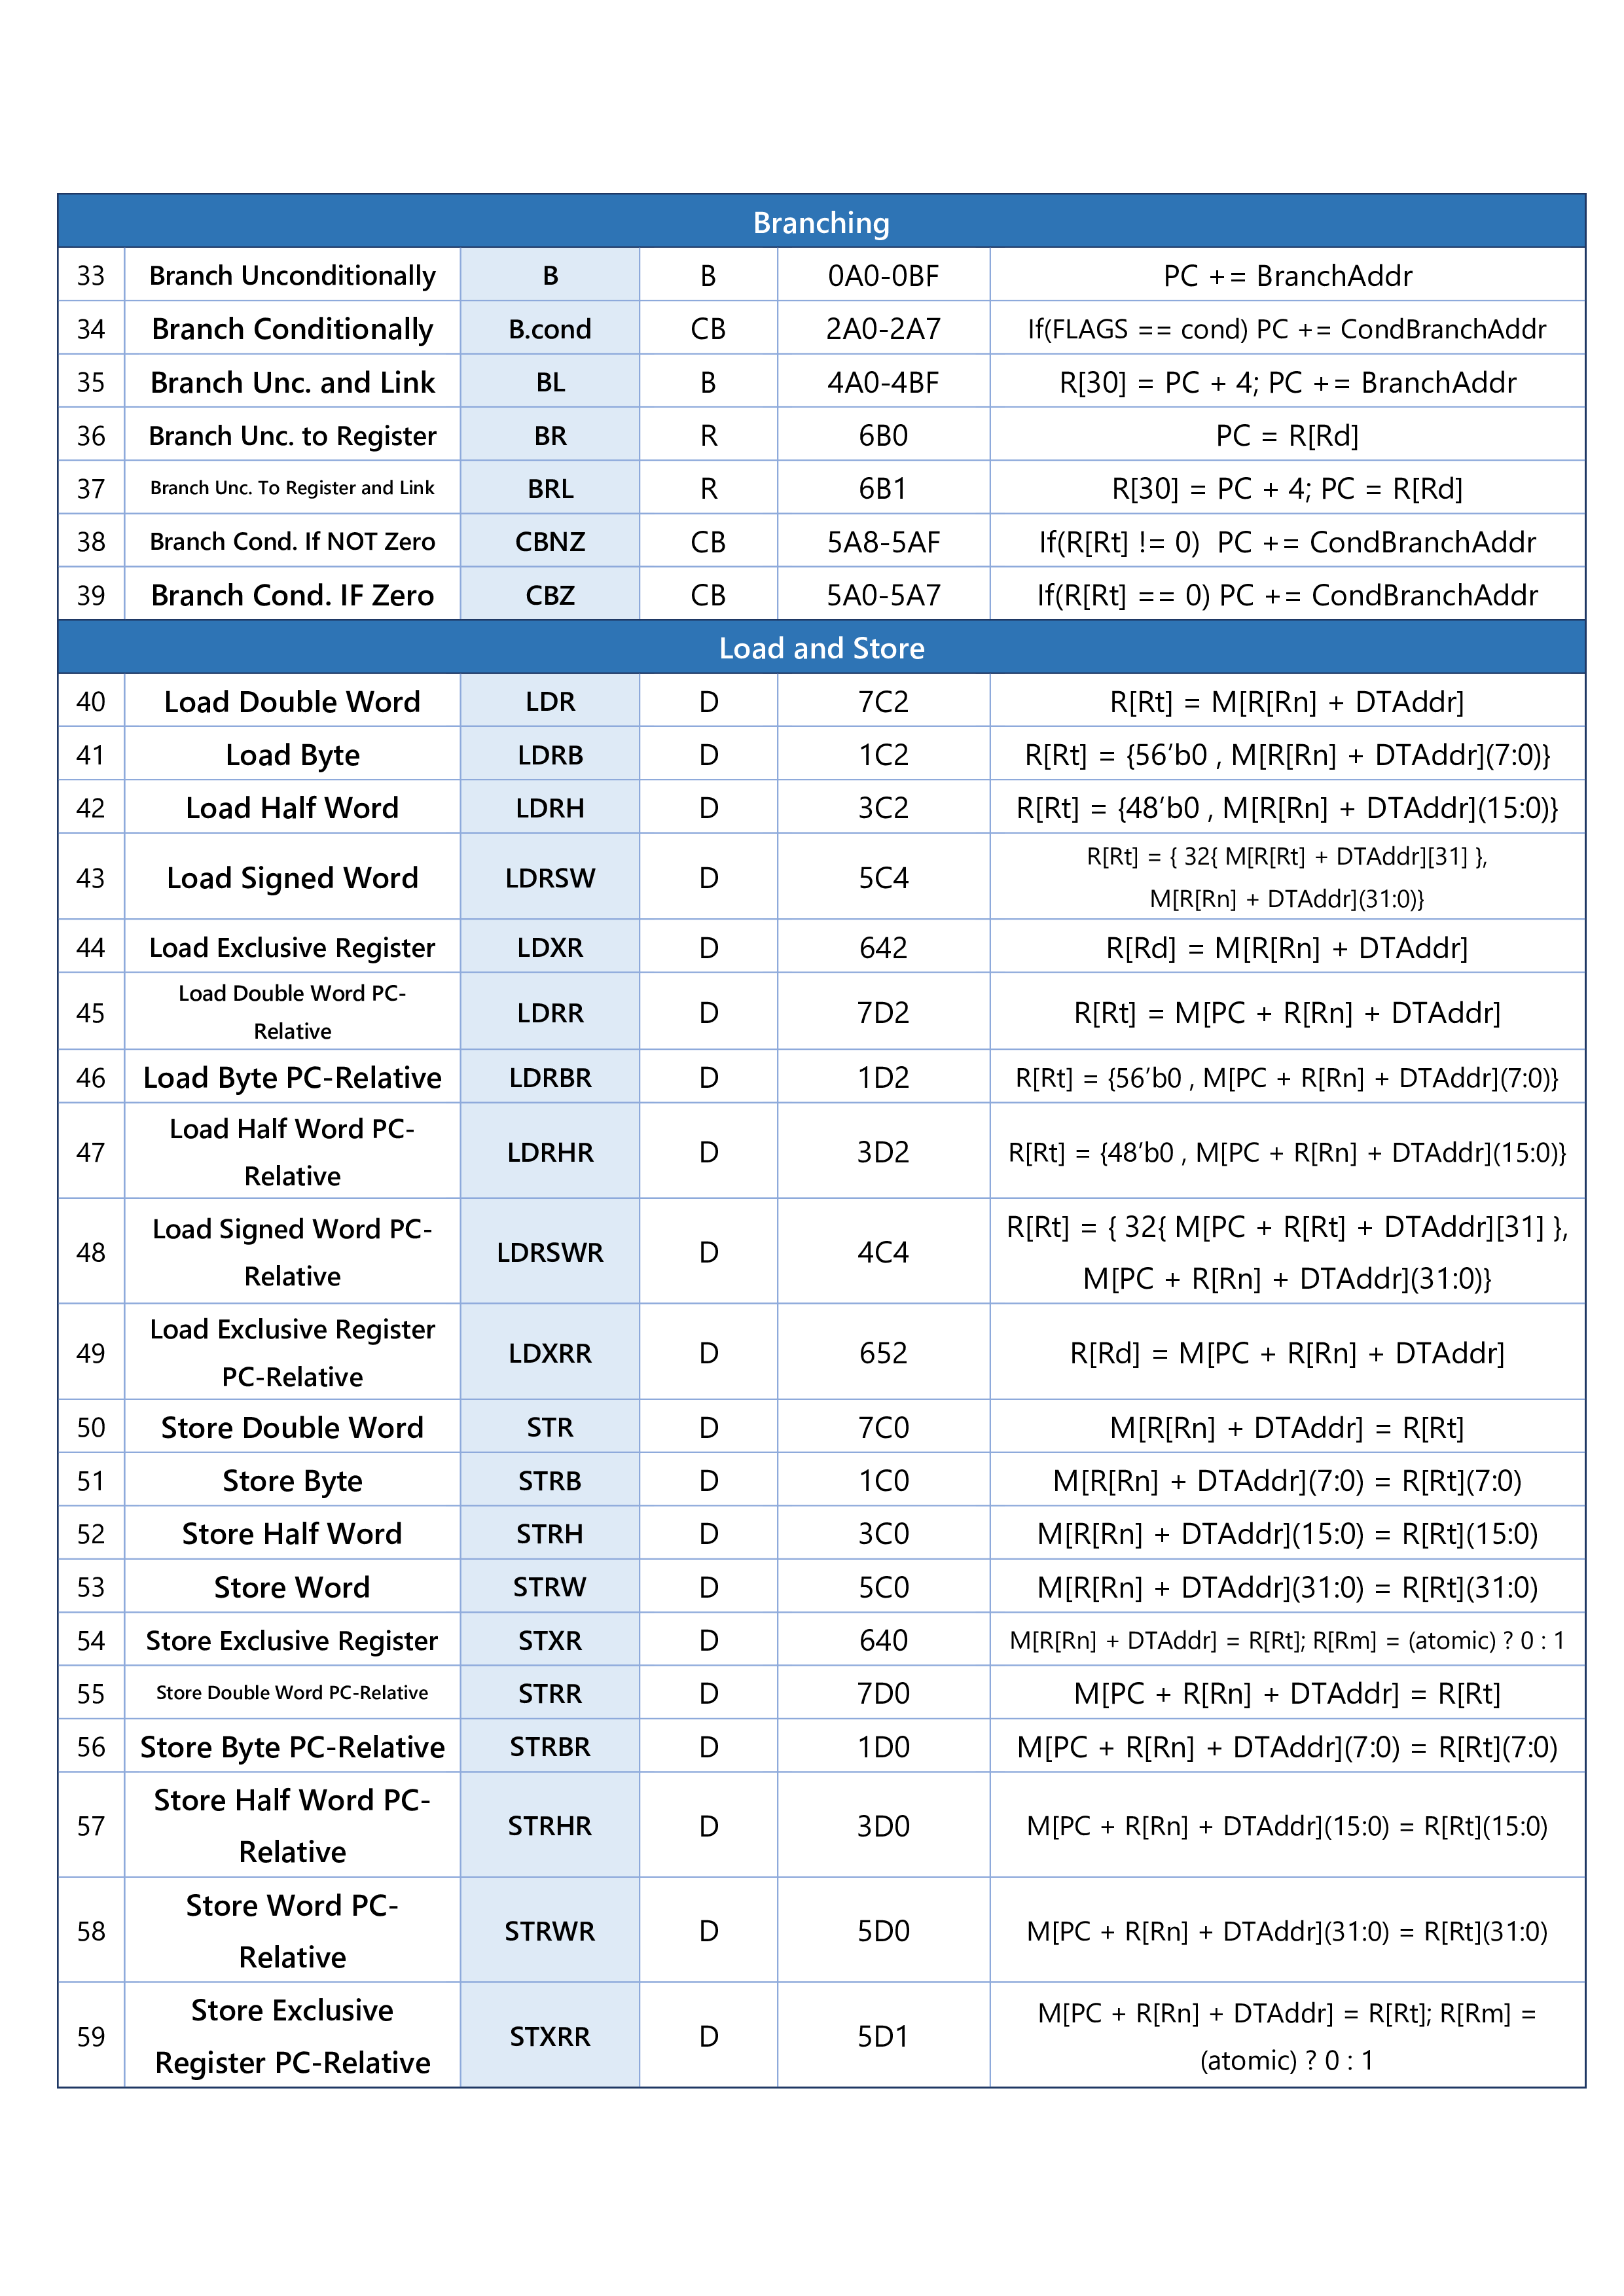 Branching
33 Branch Unconditionally B B 0A0-0BF PC += BranchAddr
34 Branch Conditionally B.cond CB 2A0-2A7 If(FLAGS == cond) PC += CondBranchAddr
35 Branch Unc. and Link BL B 4A0-4BF R[30] = PC + 4; PC += BranchAddr
36 Branch Unc. to Register BR R 6B0 PC = R[Rd]
37 Branch Unc. To Register and Link BRL R 6B1 R[30] = PC + 4; PC = R[Rd]
38 Branch Cond. If NOT Zero CBNZ CB 5A8-5AF If(R[Rt] != 0) PC += CondBranchAddr
39 Branch Cond. IF Zero CBZ CB 5A0-5A7 If(R[Rt] == 0) PC += CondBranchAddr
Load and Store
40 Load Double Word LDR D 7C2 R[Rt] = M[R[Rn] + DTAddr]
41 Load Byte LDRB D 1C2 R[Rt] = {56’b0 , M[R[Rn] + DTAddr](7:0)}
42 Load Half Word LDRH D 3C2 R[Rt] = {48’b0 , M[R[Rn] + DTAddr](15:0)}
43 Load Signed Word LDRSW D 5C4 R[Rt] = { 32{ M[R[Rt] + DTAddr][31] },
M[R[Rn] + DTAddr](31:0)}
44 Load Exclusive Register LDXR D 642 R[Rd] = M[R[Rn] + DTAddr]
45 Load Double Word PC-
Relative LDRR D 7D2 R[Rt] = M[PC + R[Rn] + DTAddr]
46 Load Byte PC-Relative LDRBR D 1D2 R[Rt] = {56’b0 , M[PC + R[Rn] + DTAddr](7:0)}
47 Load Half Word PC-
Relative LDRHR D 3D2 R[Rt] = {48’b0 , M[PC + R[Rn] + DTAddr](15:0)}
48 Load Signed Word PC-
Relative LDRSWR D 4C4 R[Rt] = { 32{ M[PC + R[Rt] + DTAddr][31] },
M[PC + R[Rn] + DTAddr](31:0)}
49 Load Exclusive Register
PC-Relative LDXRR D 652 R[Rd] = M[PC + R[Rn] + DTAddr]
50 Store Double Word STR D 7C0 M[R[Rn] + DTAddr] = R[Rt]
51 Store Byte STRB D 1C0 M[R[Rn] + DTAddr](7:0) = R[Rt](7:0)
52 Store Half Word STRH D 3C0 M[R[Rn] + DTAddr](15:0) = R[Rt](15:0)
53 Store Word STRW D 5C0 M[R[Rn] + DTAddr](31:0) = R[Rt](31:0)
54 Store Exclusive Register STXR D 640 M[R[Rn] + DTAddr] = R[Rt]; R[Rm] = (atomic) ? 0 : 1
55 Store Double Word PC-Relative STRR D 7D0 M[PC + R[Rn] + DTAddr] = R[Rt]
56 Store Byte PC-Relative STRBR D 1D0 M[PC + R[Rn] + DTAddr](7:0) = R[Rt](7:0)
57 Store Half Word PC-
Relative STRHR D 3D0 M[PC + R[Rn] + DTAddr](15:0) = R[Rt](15:0)
58 Store Word PC-
Relative STRWR D 5D0 M[PC + R[Rn] + DTAddr](31:0) = R[Rt](31:0)
59 Store Exclusive
Register PC-Relative STXRR D 5D1 M[PC + R[Rn] + DTAddr] = R[Rt]; R[Rm] =
(atomic) ? 0 : 1